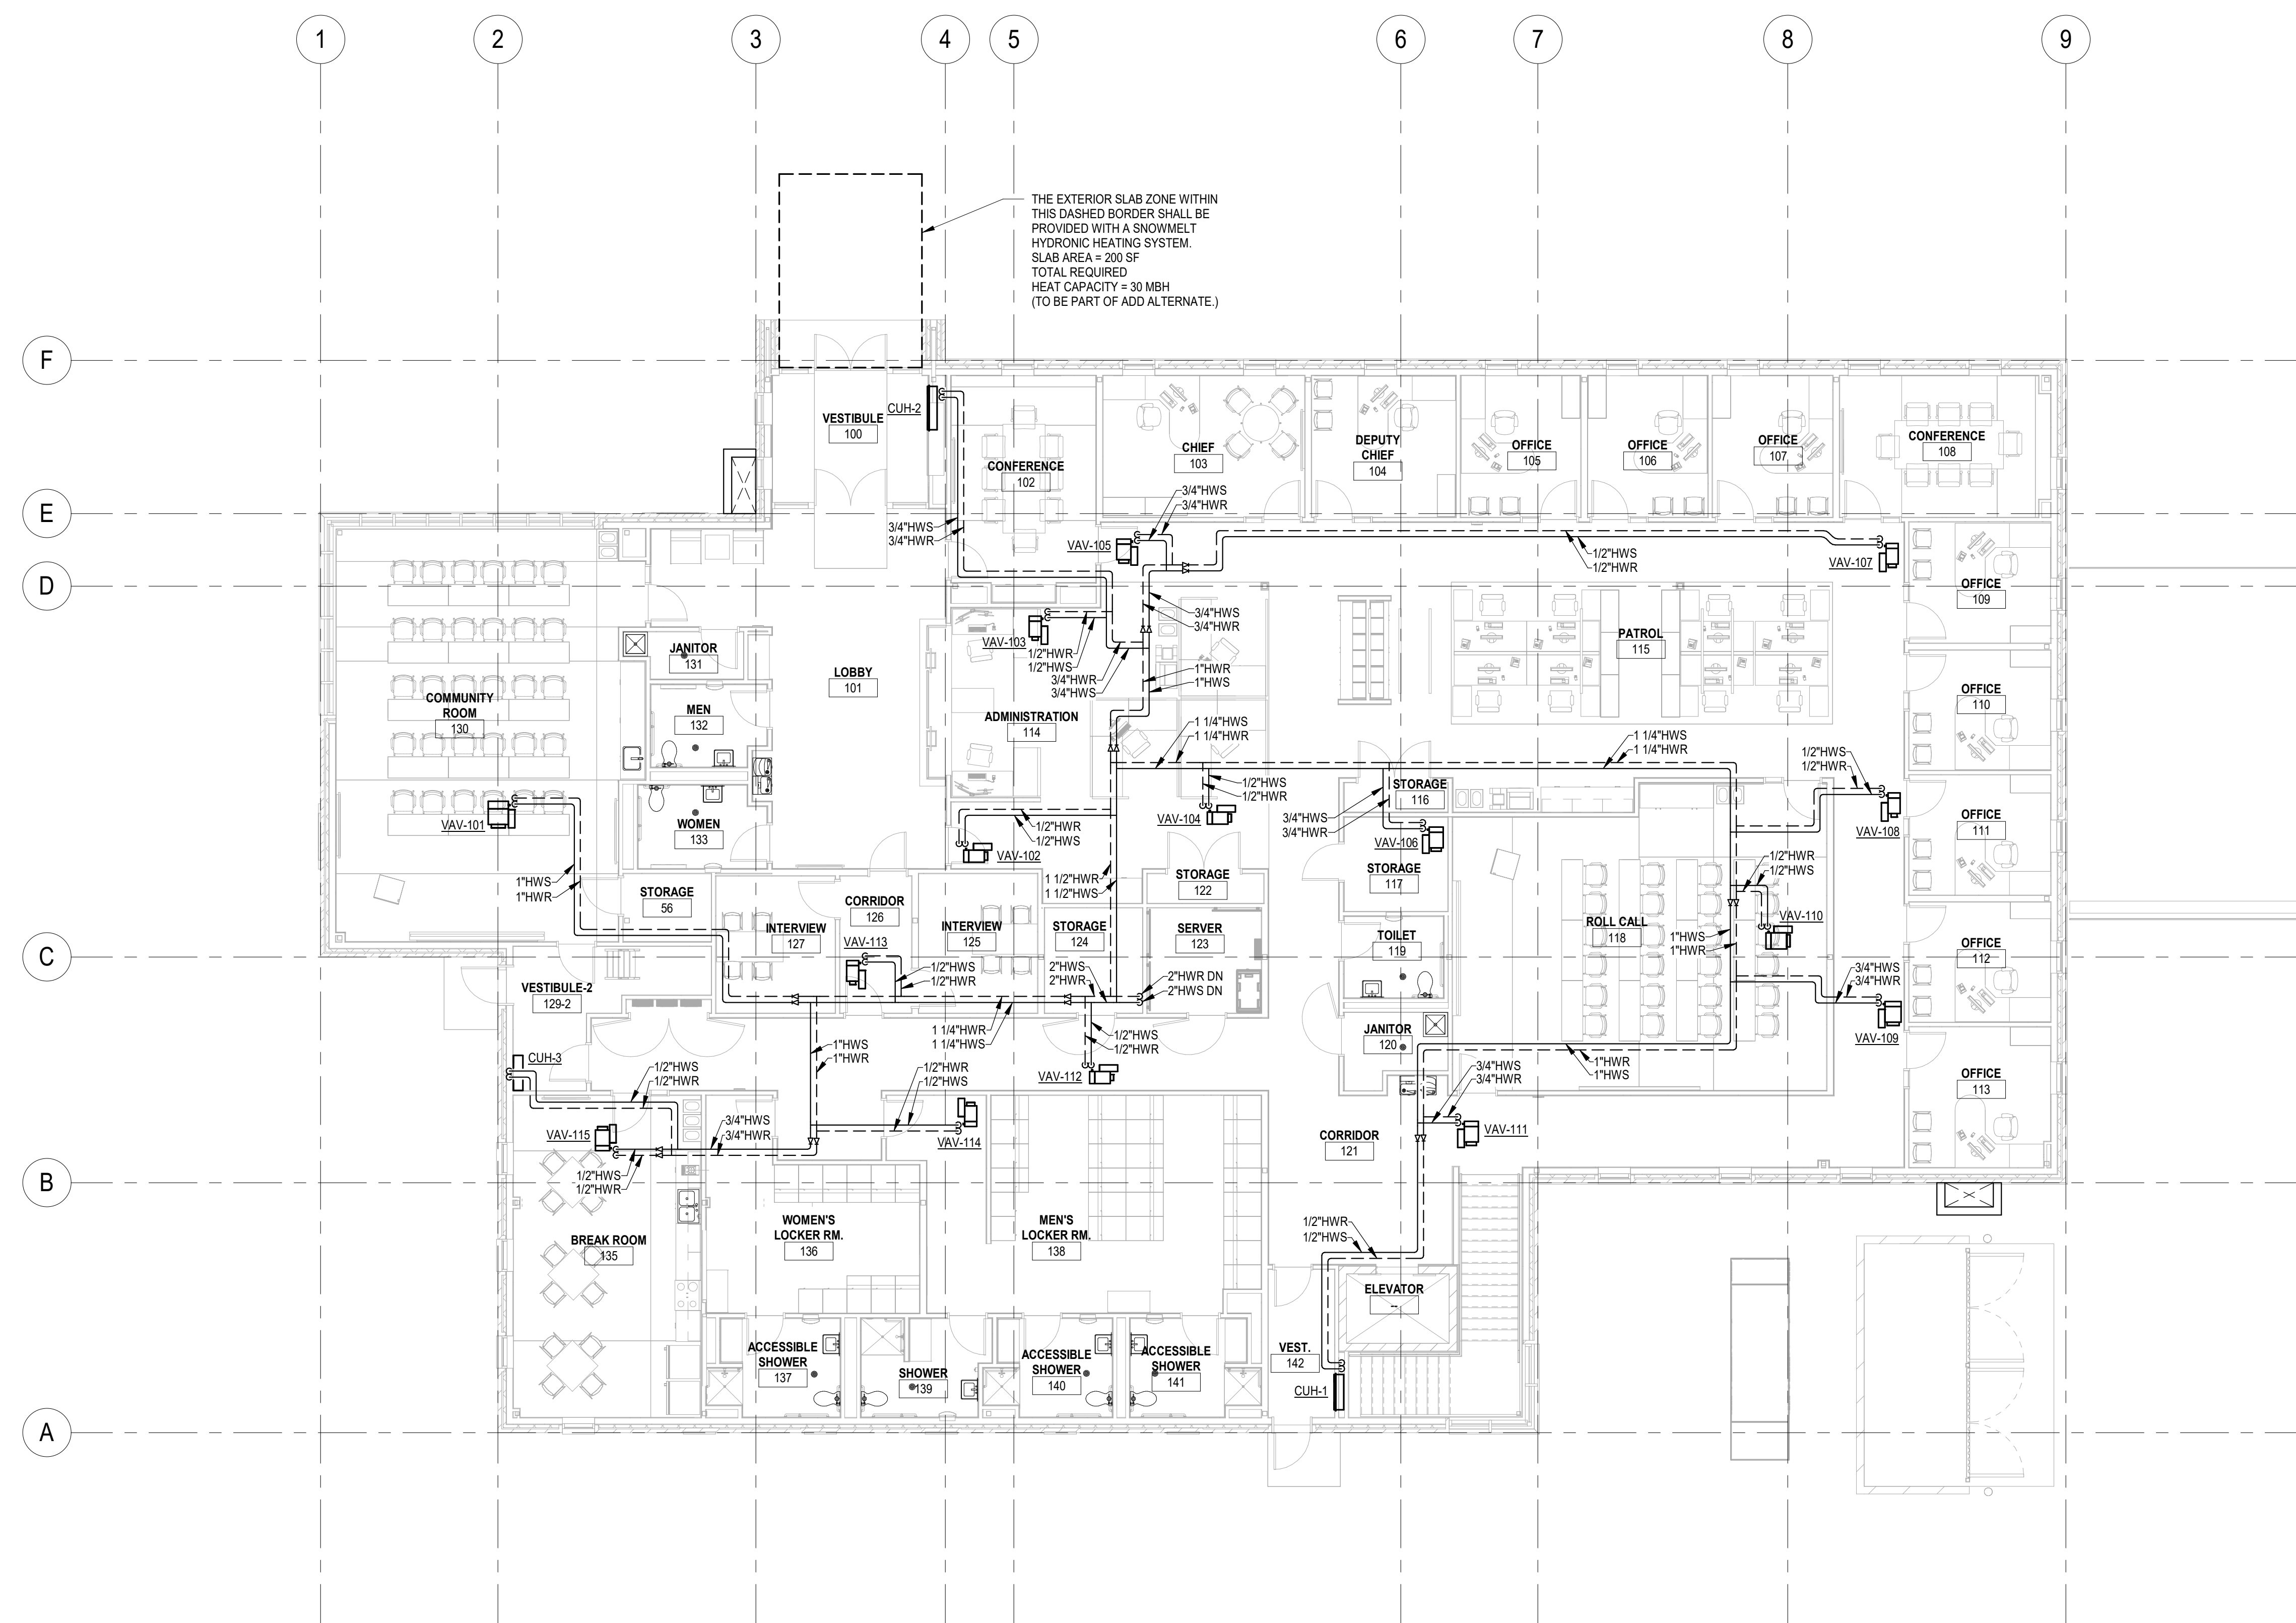 1
2
3
4
5
6
7
8
9
THE EXTERIOR SLAB ZONE WITHIN
THIS DASHED BORDER SHALL BE
PROVIDED WITH A SNOWMELT
HYDRONIC HEATING SYSTEM.
SLAB AREA = 200 SF
TOTAL REQUIRED
HEAT CAPACITY = 30 MBH
(TO BE PART OF ADD ALTERNATE.)
F
CUH-2
VESTIBULE
100
CONFERENCE
102
CHIEF
103
DEPUTY
CHIEF
104
OFFICE
105
OFFICE
106
OFFICE
107
CONFERENCE
108
E
3/4"HWS
3/4"HWR
3/4"HWS
3/4"HWR
VAV-105
1/2"HWS
1/2"HWR
VAV-107
D
OFFICE
109
3/4"HWS
3/4"HWR
VAV-103
1/2"HWR
1/2"HWS
3/4"HWR
3/4"HWS
1"HWR
1"HWS
JANITOR
131
LOBBY
101
PATROL
115
COMMUNITY
ROOM
130
MEN
132
ADMINISTRATION
114
OFFICE
110
1 1/4"HWS
1 1/4"HWR
1 1/4"HWS
1 1/4"HWR
1/2"HWS
1/2"HWR
1/2"HWS
1/2"HWR
STORAGE
116
VAV-101
WOMEN
133
1/2"HWR
1/2"HWS
VAV-104
3/4"HWS
3/4"HWR
VAV-106
VAV-108
OFFICE
111
VAV-102
1/2"HWR
1/2"HWS
1"HWS
1"HWR
STORAGE
56
1 1/2"HWR
1 1/2"HWS
STORAGE
122
STORAGE
117
CORRIDOR
126
INTERVIEW
127
INTERVIEW
125
STORAGE
124
SERVER
123
TOILET
119
ROLL CALL
118
VAV-110
1"HWS
1"HWR
OFFICE
112
C
VAV-113
1/2"HWS
1/2"HWR
2"HWS
2"HWR
2"HWR DN
2"HWS DN
3/4"HWS
3/4"HWR
VESTIBULE-2
129-2
1 1/4"HWR
1 1/4"HWS
1/2"HWS
1/2"HWR
JANITOR
120
VAV-109
1"HWS
1"HWR
CUH-3
1/2"HWS
1/2"HWR
1/2"HWR
1/2"HWS
VAV-112
1"HWR
1"HWS
3/4"HWS
3/4"HWR
OFFICE
113
3/4"HWS
3/4"HWR
VAV-115
VAV-114
CORRIDOR
121
VAV-111
1/2"HWS
1/2"HWR
B
BREAK ROOM
135
WOMEN'S
LOCKER RM.
136
MEN'S
LOCKER RM.
138
1/2"HWR
1/2"HWS
ELEVATOR
--
ACCESSIBLE
SHOWER
137
SHOWER
139
ACCESSIBLE
SHOWER
140
ACCESSIBLE
SHOWER
141
VEST.
142
CUH-1
A